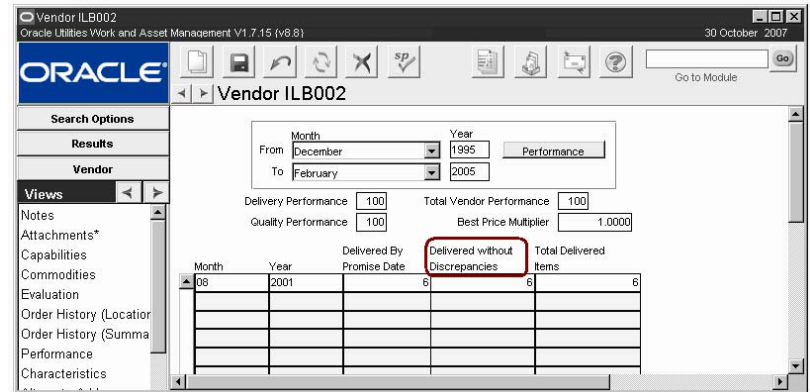 Vendor ILB002
Oracle Utilities Work and Asset Management V1.7.15 (v8.8)
30 October 2007
ORACLE®
sp
Go
Go to Module
Vendor ILB002
Search Options
Results
Vendor
Views
Notes
Attachments*
Capabilities
Commodities
Evaluation
Order History (Location
Order History (Summa
Performance
Characteristics
Month Year
From December 1995 Performance
To February 2005
Delivery Performance 100 Total Vendor Performance 100
Quality Performance 100 Best Price Multiplier 1.0000
Month Year Delivered By Promise Date Delivered without Discrepancies Total Delivered Items
08 2001 6 6 6